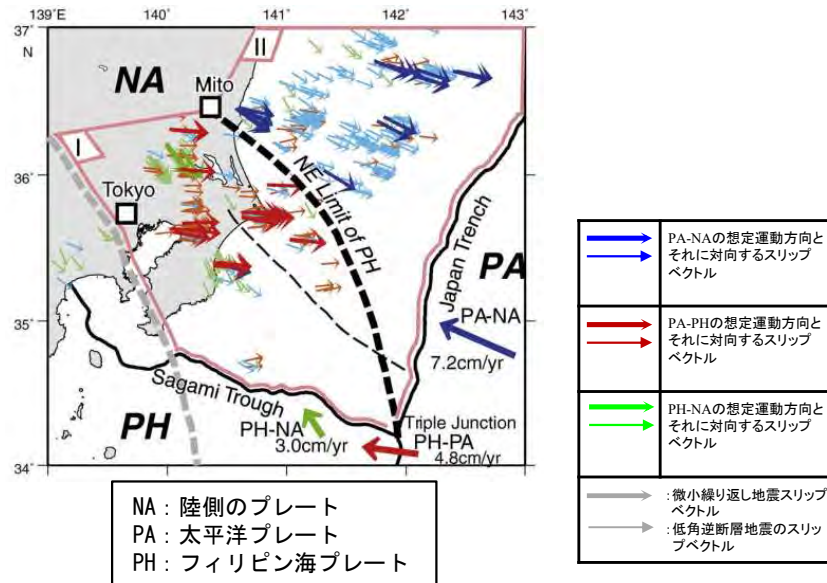 139°E 140° 141° 142° 143°
37°
N
36°
35°
34°
NA
II
Mito
I
Tokyo
NE Limit of PH
Japan Trench
PA
PA-NA
7.2cm/yr
Sagami Trough
PH
PH-NA
3.0cm/yr
Triple Junction
PH-PA
4.8cm/yr
NA：陸側のプレート
PA：太平洋プレート
PH：フィリピン海プレート
PA-NAの想定運動方向と
それに対向するスリップ
ベクトル
PA-PHの想定運動方向と
それに対向するスリップ
ベクトル
PH-NAの想定運動方向と
それに対向するスリップ
ベクトル
:微小繰り返し地震スリップ
ベクトル
:低角逆断層地震のスリッ
プベクトル